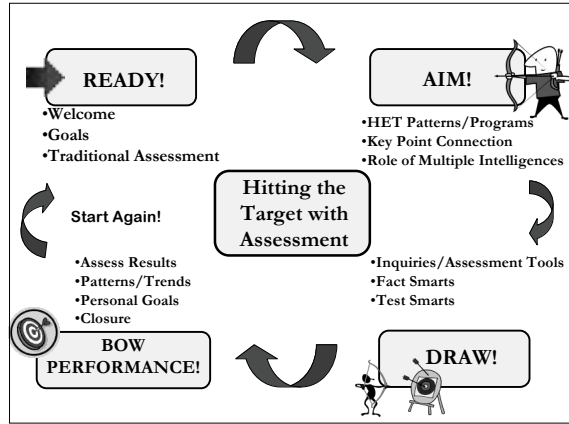 READY!
•Welcome
•Goals
•Traditional Assessment
AIM!
•HET Patterns/Programs
•Key Point Connection
•Role of Multiple Intelligences
Hitting the
Target with
Assessment
Start Again!
•Assess Results
•Patterns/Trends
•Personal Goals
•Closure
BOW
PERFORMANCE!
•Inquiries/Assessment Tools
•Fact Smarts
•Test Smarts
DRAW!